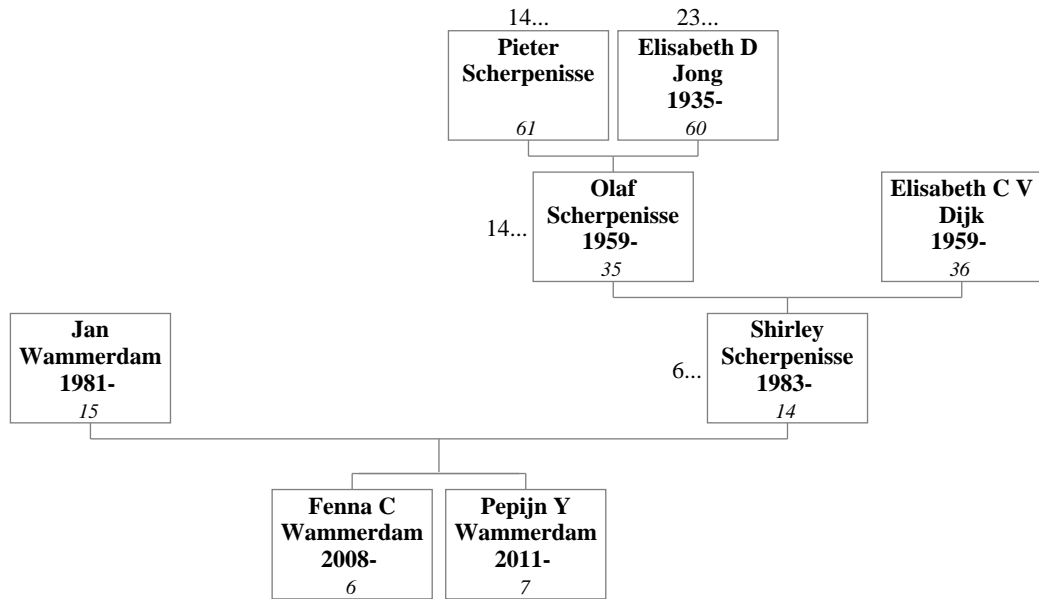 14...
23...
Pieter
Scherpenisse
61
Elisabeth D
Jong
1935-
60
14...
Olaf
Scherpenisse
1959-
35
Elisabeth C V
Dijk
1959-
36
Jan
Wammerdam
1981-
15
6...
Shirley
Scherpenisse
1983-
14
Fenna C
Wammerdam
2008-
6
Pepijn Y
Wammerdam
2011-
7